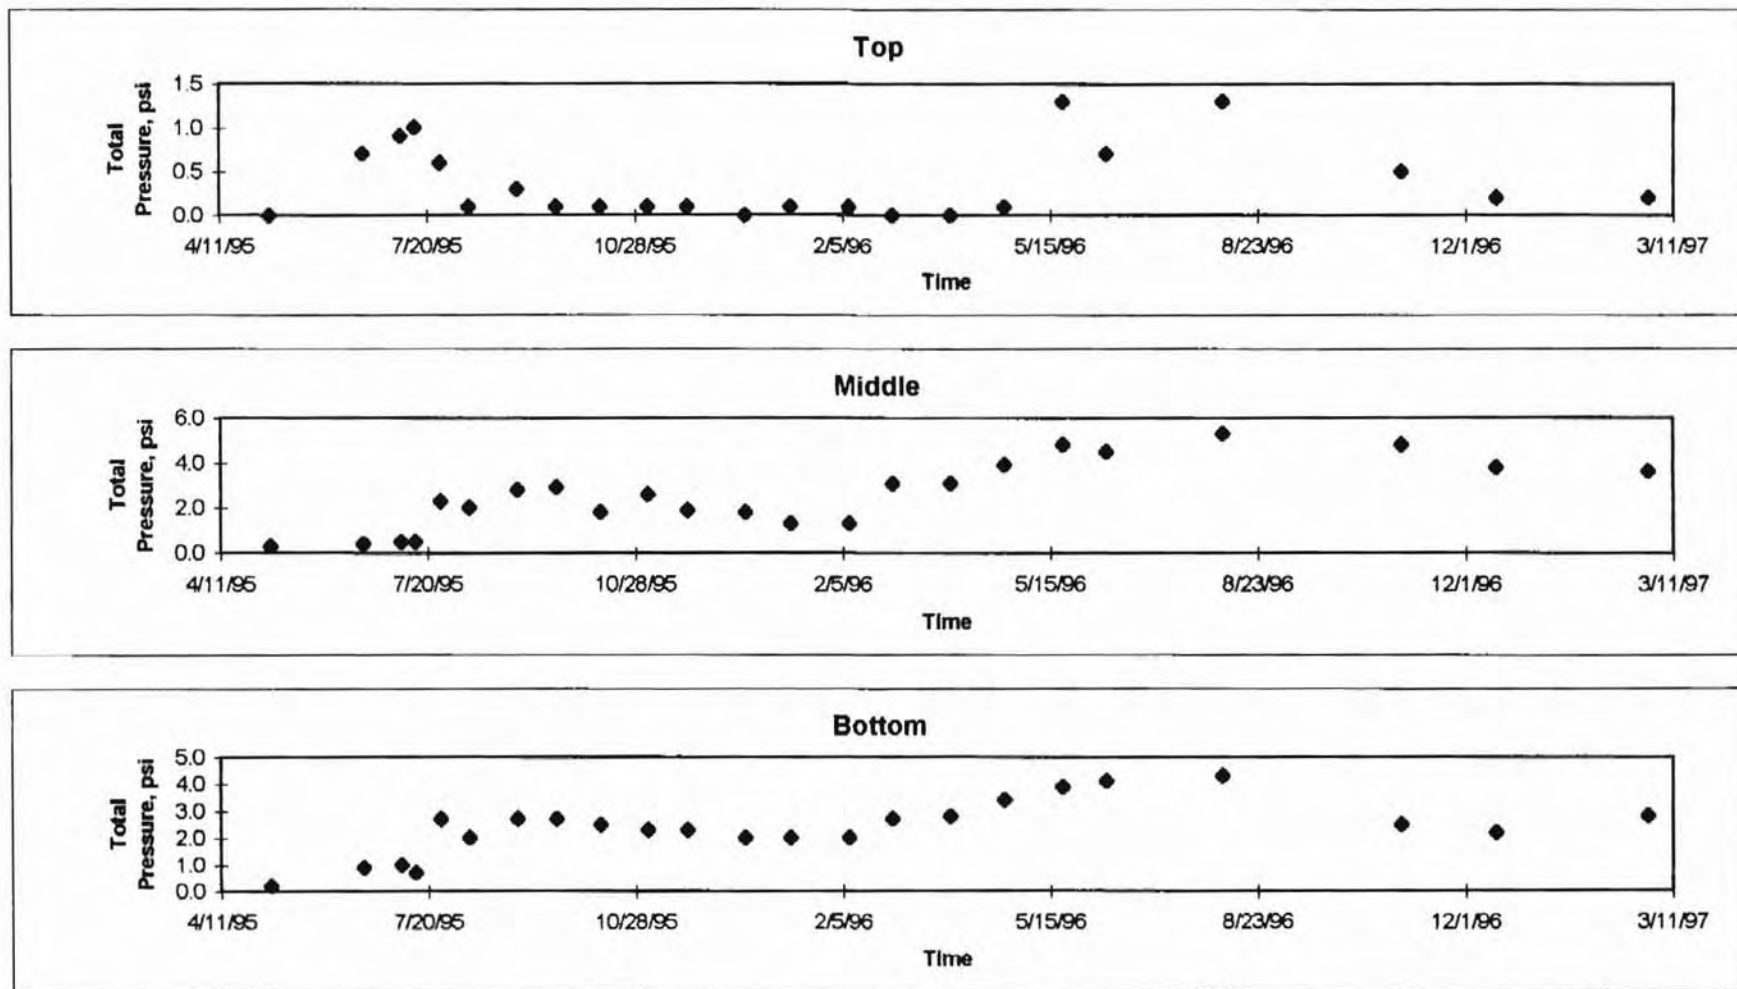 Top
Total
Pressure, psi
1.5
1.0
0.5
0.0
4/11/95 7/20/95 10/28/95 2/5/96 5/15/96 8/23/96 12/1/96 3/11/97
Time
Middle
Total
Pressure, psi
6.0
4.0
2.0
0.0
4/11/95 7/20/95 10/28/95 2/5/96 5/15/96 8/23/96 12/1/96 3/11/97
Time
Bottom
Total
Pressure, psi
5.0
4.0
3.0
2.0
1.0
0.0
4/11/95 7/20/95 10/28/95 2/5/96 5/15/96 8/23/96 12/1/96 3/11/97
Time